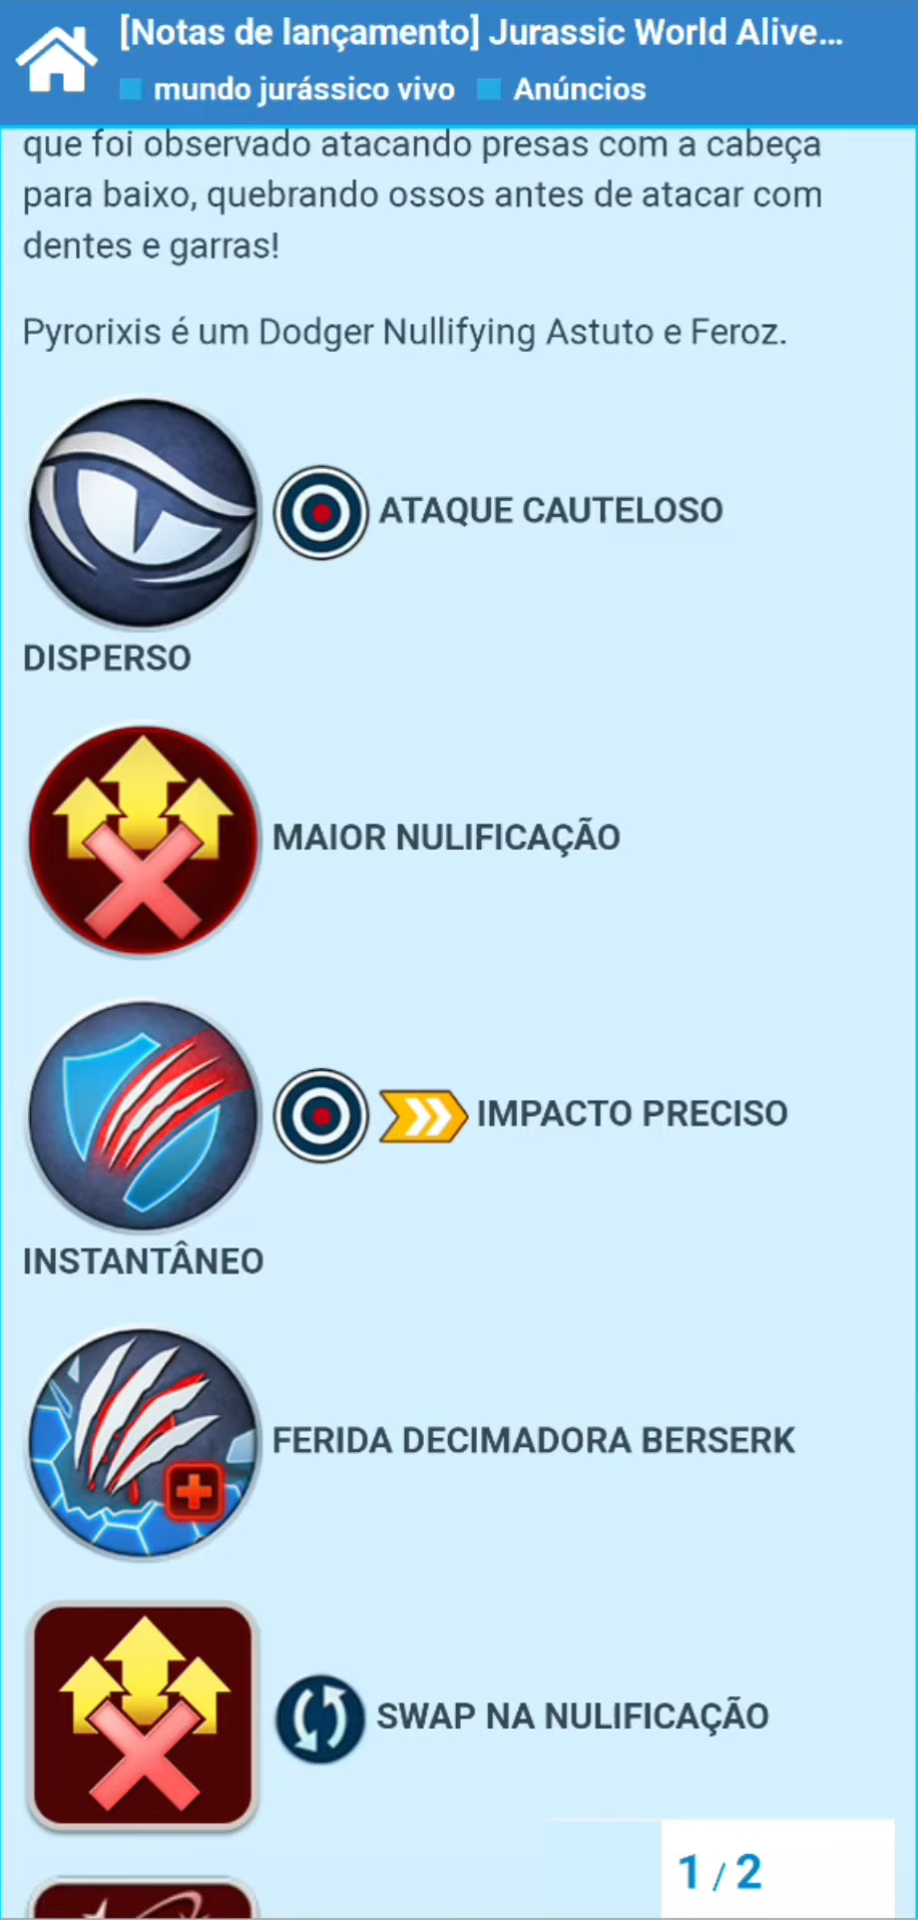 [Notas de lançamento] Jurassic World Alive...
mundo jurássico vivo Anúncios
que foi observado atacando presas com a cabeça
para baixo, quebrando ossos antes de atacar com
dentes e garras!
Pyrorixis é um Dodger Nullifying Astuto e Feroz.
ATAQUE CAUTELOSO
DISPERSO
MAIOR NULIFICAÇÃO
IMPACTO PRECISO
INSTANTÂNEO
FERIDA DECIMADORA BERSERK
SWAP NA NULIFICAÇÃO
1 / 2